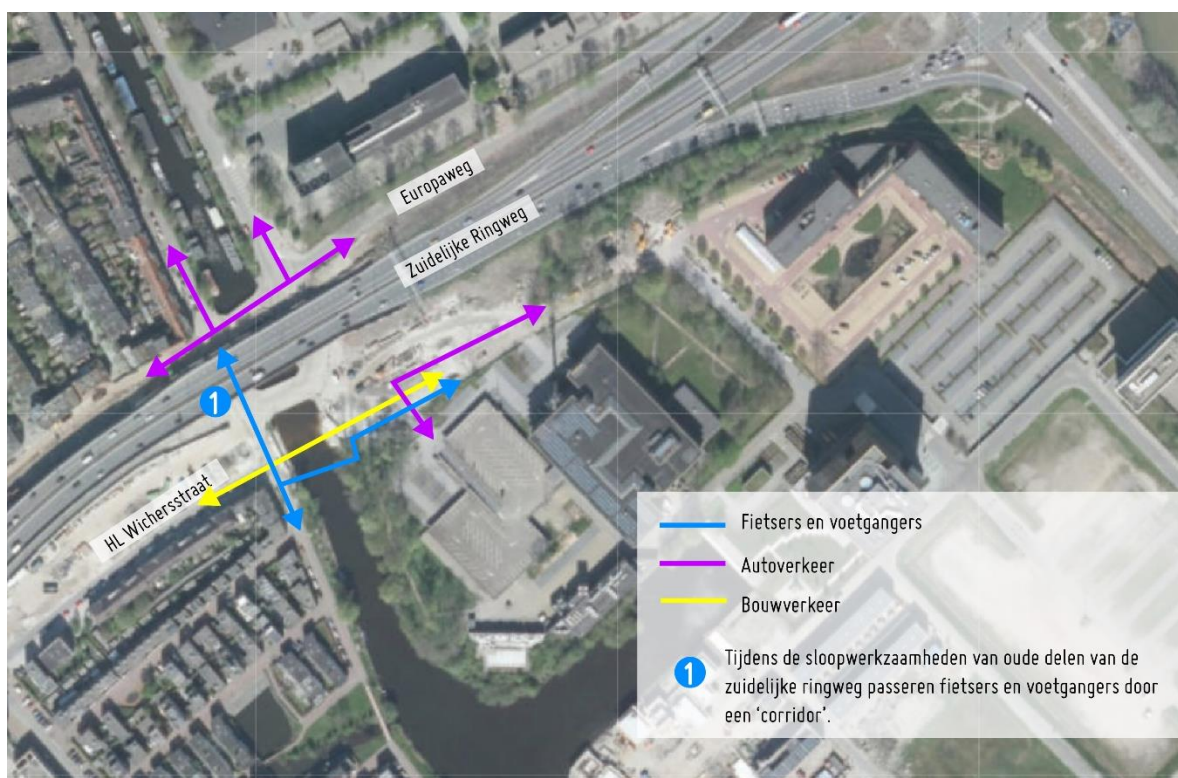 Europaweg
Zuidelijke Ringweg
1
HL Wichersstraat
Fietsers en voetgangers
Autoverkeer
Bouwverkeer
1
Tijdens de sloopwerkzaamheden van oude delen van de
zuidelijke ringweg passeren fietsers en voetgangers door
een ‘corridor’.